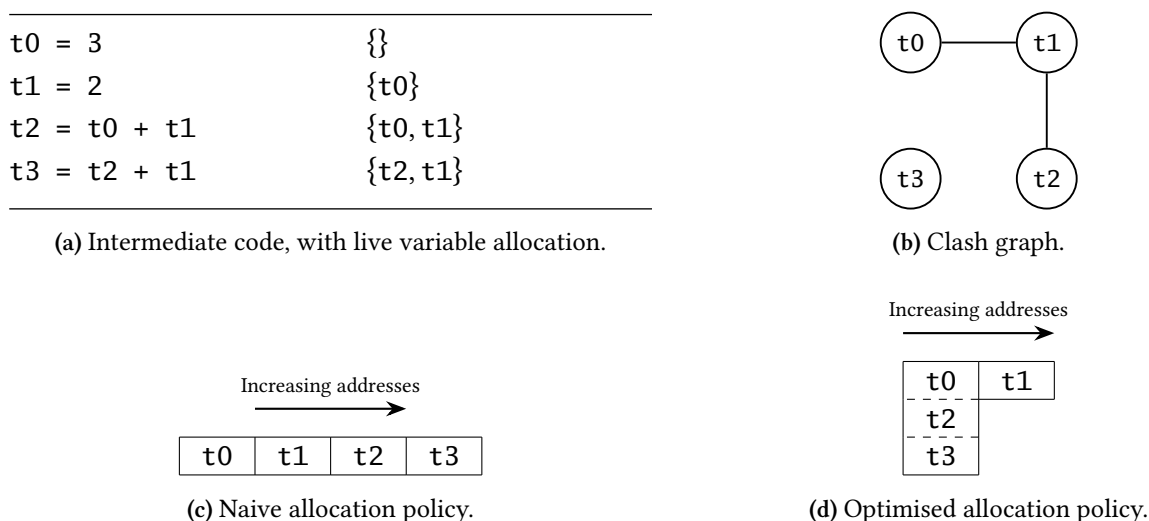 t0 = 3 {}
t1 = 2 {t0}
t2 = t0 + t1 {t0, t1}
t3 = t2 + t1 {t2, t1}
(a) Intermediate code, with live variable allocation.
t0 t1
t3 t2
(b) Clash graph.
Increasing addresses
t0 t1 t2 t3
(c) Naive allocation policy.
Increasing addresses
t0 t1
t2
t3
(d) Optimised allocation policy.